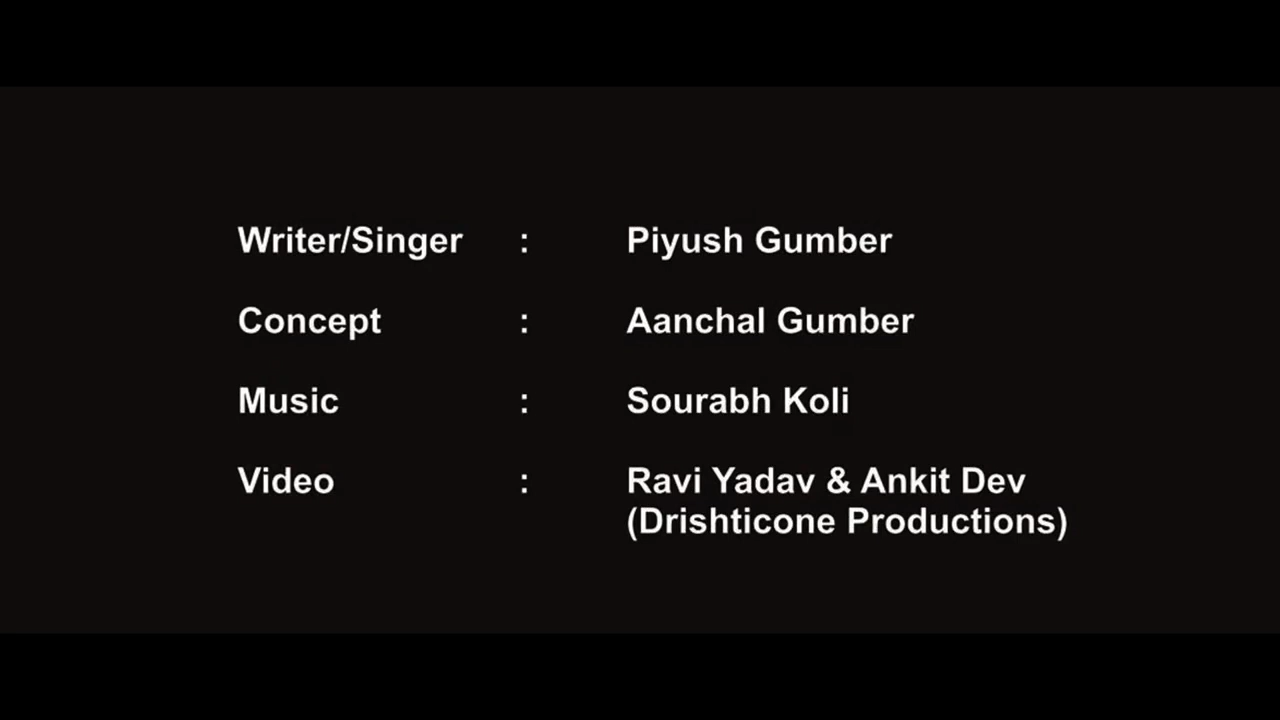 Writer/Singer : Piyush Gumber
Concept : Aanchal Gumber
Music : Sourabh Koli
Video : Ravi Yadav & Ankit Dev
(Drishticone Productions)